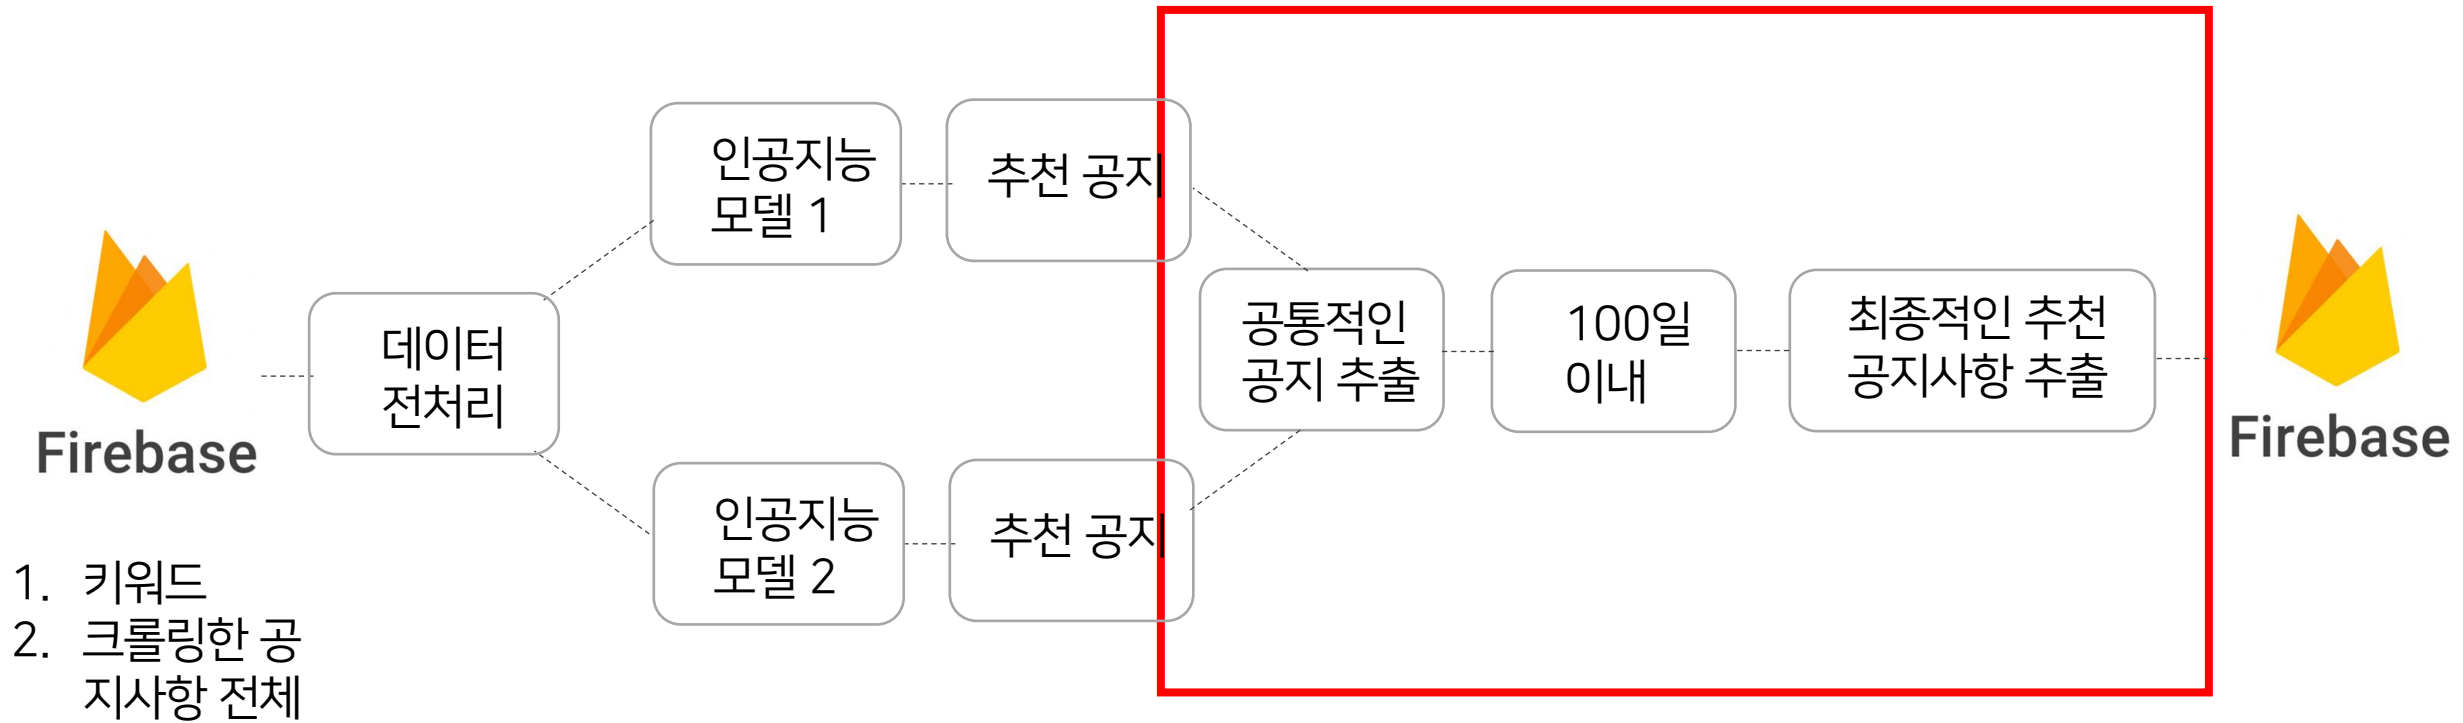 Firebase
1. 키워드
2. 크롤링한 공
지사항 전체
데이터
전처리
인공지능
모델 1
추천 공지
인공지능
모델 2
추천 공지
공통적인
공지 추출
100일
이내
최종적인 추천
공지사항 추출
Firebase